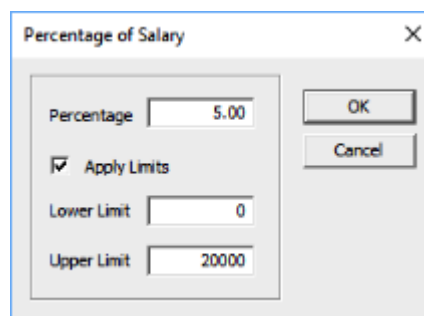 Percentage of Salary
Percentage 5.00
OK
Apply Limits
Cancel
Lower Limit 0
Upper Limit 20000